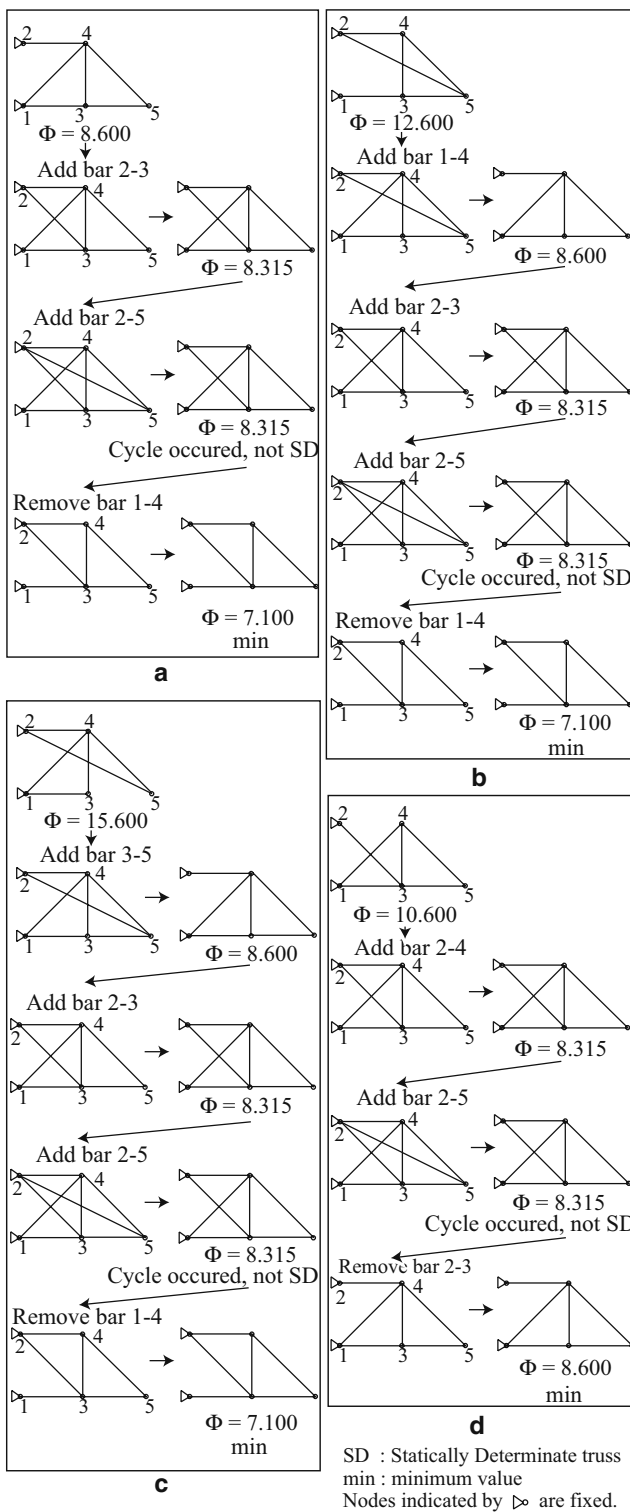 2 4
1 3 5
Φ = 8.600
Add bar 2-3
2 4
1 3 5
Φ = 8.315
Add bar 2-5
2 4
1 3 5
Φ = 8.315
Cycle occured, not SD
Remove bar 1-4
2 4
1 3 5
Φ = 7.100
min
a
2 4
1 3 5
Φ = 12.600
Add bar 1-4
2 4
1 3 5
Φ = 8.600
Add bar 2-3
2 4
1 3 5
Φ = 8.315
Add bar 2-5
2 4
1 3 5
Φ = 8.315
Cycle occured, not SD
Remove bar 1-4
2 4
1 3 5
Φ = 7.100
min
b
2 4
1 3 5
Φ = 15.600
Add bar 3-5
2 4
1 3 5
Φ = 8.600
Add bar 2-3
2 4
1 3 5
Φ = 8.315
Add bar 2-5
2 4
1 3 5
Φ = 8.315
Cycle occured, not SD
Remove bar 1-4
2 4
1 3 5
Φ = 7.100
min
c
2 4
1 3 5
Φ = 10.600
Add bar 2-4
2 4
1 3 5
Φ = 8.315
Add bar 2-5
2 4
1 3 5
Φ = 8.315
Cycle occured, not SD
Remove bar 2-3
2 4
1 3 5
Φ = 8.600
min
d
SD : Statically Determinate truss
min : minimum value
Nodes indicated by are fixed.